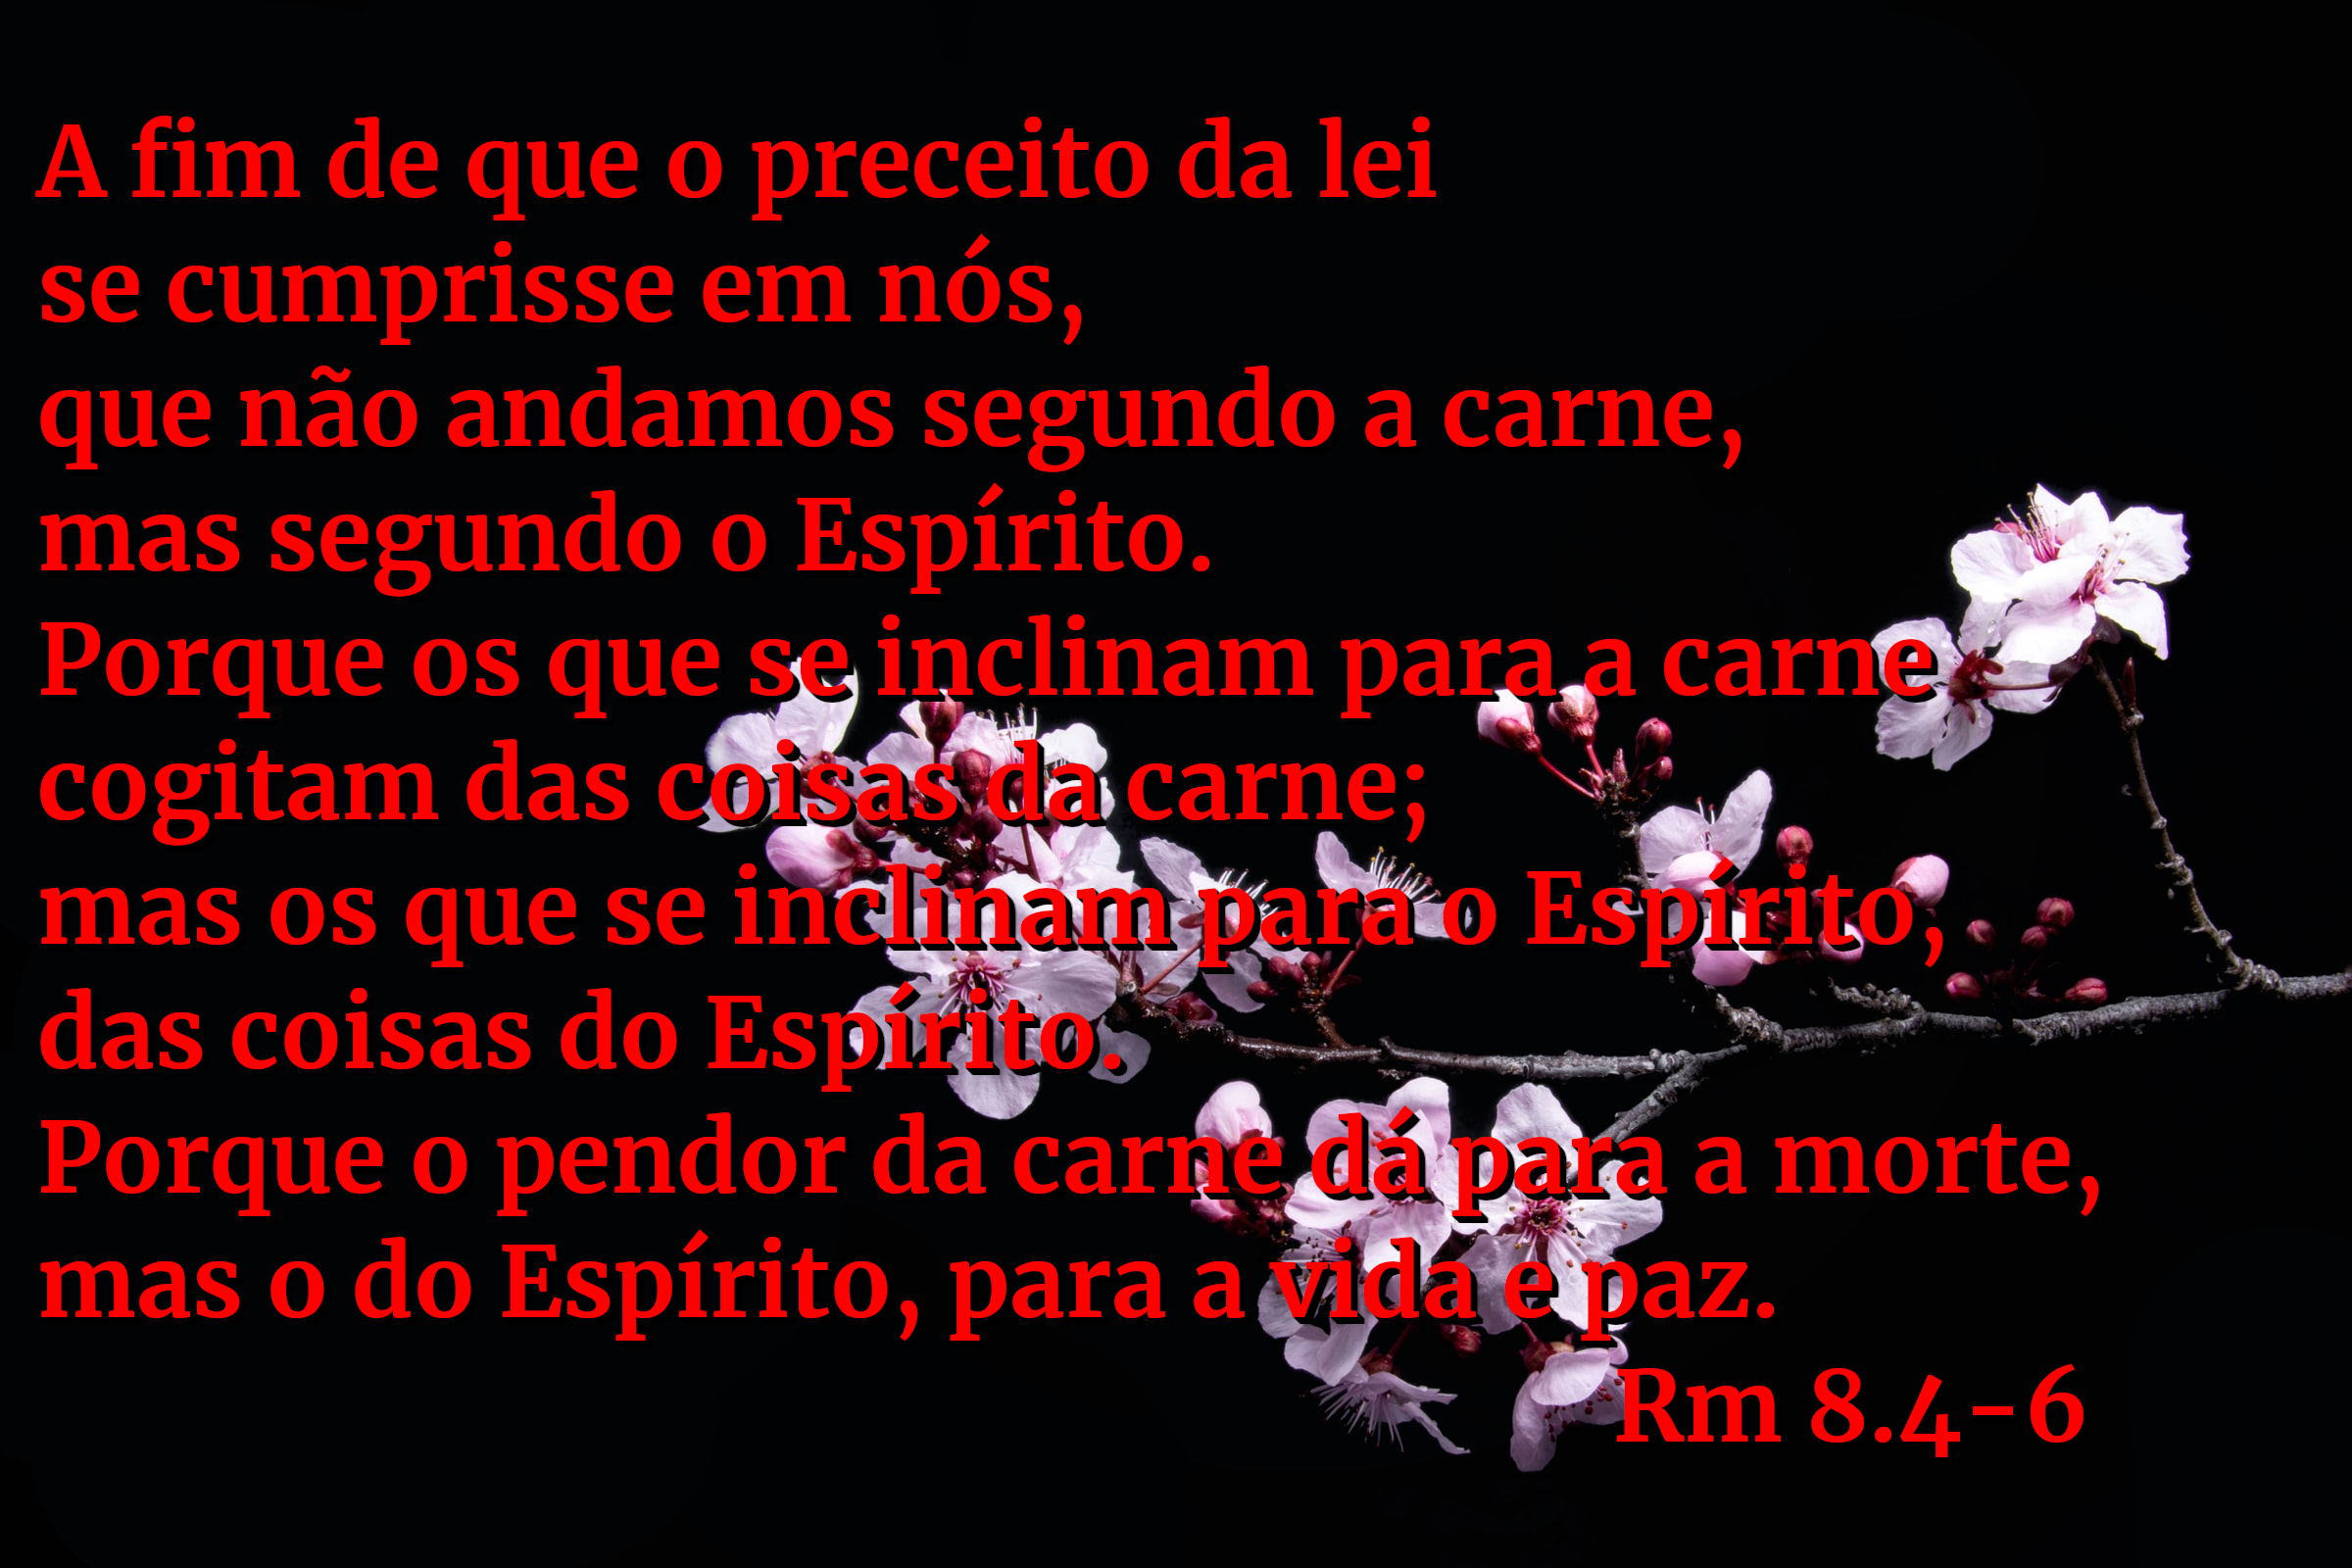 A fim de que o preceito da lei
se cumprisse em nós,
que não andamos segundo a carne,
mas segundo o Espírito.
Porque os que se inclinam para a carne
cogitam das coisas da carne;
mas os que se inclinam para o Espírito,
das coisas do Espírito.
Porque o pendor da carne dá para a morte,
mas o do Espírito, para a vida e paz.
Rm 8.4-6